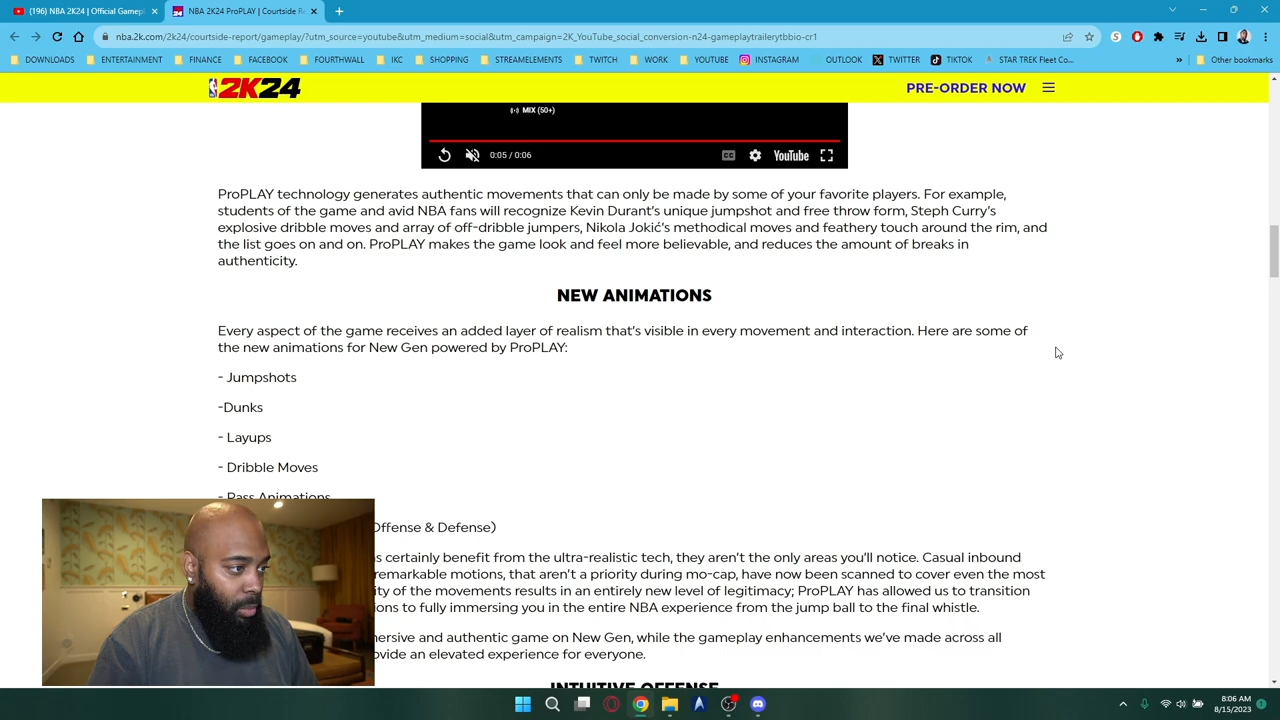 (196) NBA 2K24 | Official Gamepl
NBA 2K24 ProPLAY | Courtside Re
nba.2k.com/2k24/courtside-report/gameplay/?utm_source=youtube&utm_medium=social&utm_campaign=2K_YouTube_social_conversion-n24-gameplaytrailerytbbio-cr1
DOWNLOADS ENTERTAINMENT FINANCE FACEBOOK FOURTHWALL IKC SHOPPING STREAMELEMENTS TWITCH WORK YOUTUBE INSTAGRAM OUTLOOK TWITTER TIKTOK STAR TREK Fleet Co... » Other bookmarks
2K24 PRE-ORDER NOW
MIX (50+)
0:05 / 0:06 CC YouTube
ProPLAY technology generates authentic movements that can only be made by some of your favorite players. For example,
students of the game and avid NBA fans will recognize Kevin Durant's unique jumpshot and free throw form, Steph Curry's
explosive dribble moves and array of off-dribble jumpers, Nikola Jokić's methodical moves and feathery touch around the rim, and
the list goes on and on. ProPLAY makes the game look and feel more believable, and reduces the amount of breaks in
authenticity.
NEW ANIMATIONS
Every aspect of the game receives an added layer of realism that's visible in every movement and interaction. Here are some of
the new animations for New Gen powered by ProPLAY:
- Jumpshots
-Dunks
- Layups
- Dribble Moves
- Pass Animations
Offense & Defense)
s certainly benefit from the ultra-realistic tech, they aren't the only areas you'll notice. Casual inbound
remarkable motions, that aren't a priority during mo-cap, have now been scanned to cover even the most
ity of the movements results in an entirely new level of legitimacy; ProPLAY has allowed us to transition
ions to fully immersing you in the entire NBA experience from the jump ball to the final whistle.
mersive and authentic game on New Gen, while the gameplay enhancements we've made across all
ovide an elevated experience for everyone.
INTUITIVE OFFENSE
8:06 AM
8/15/2023